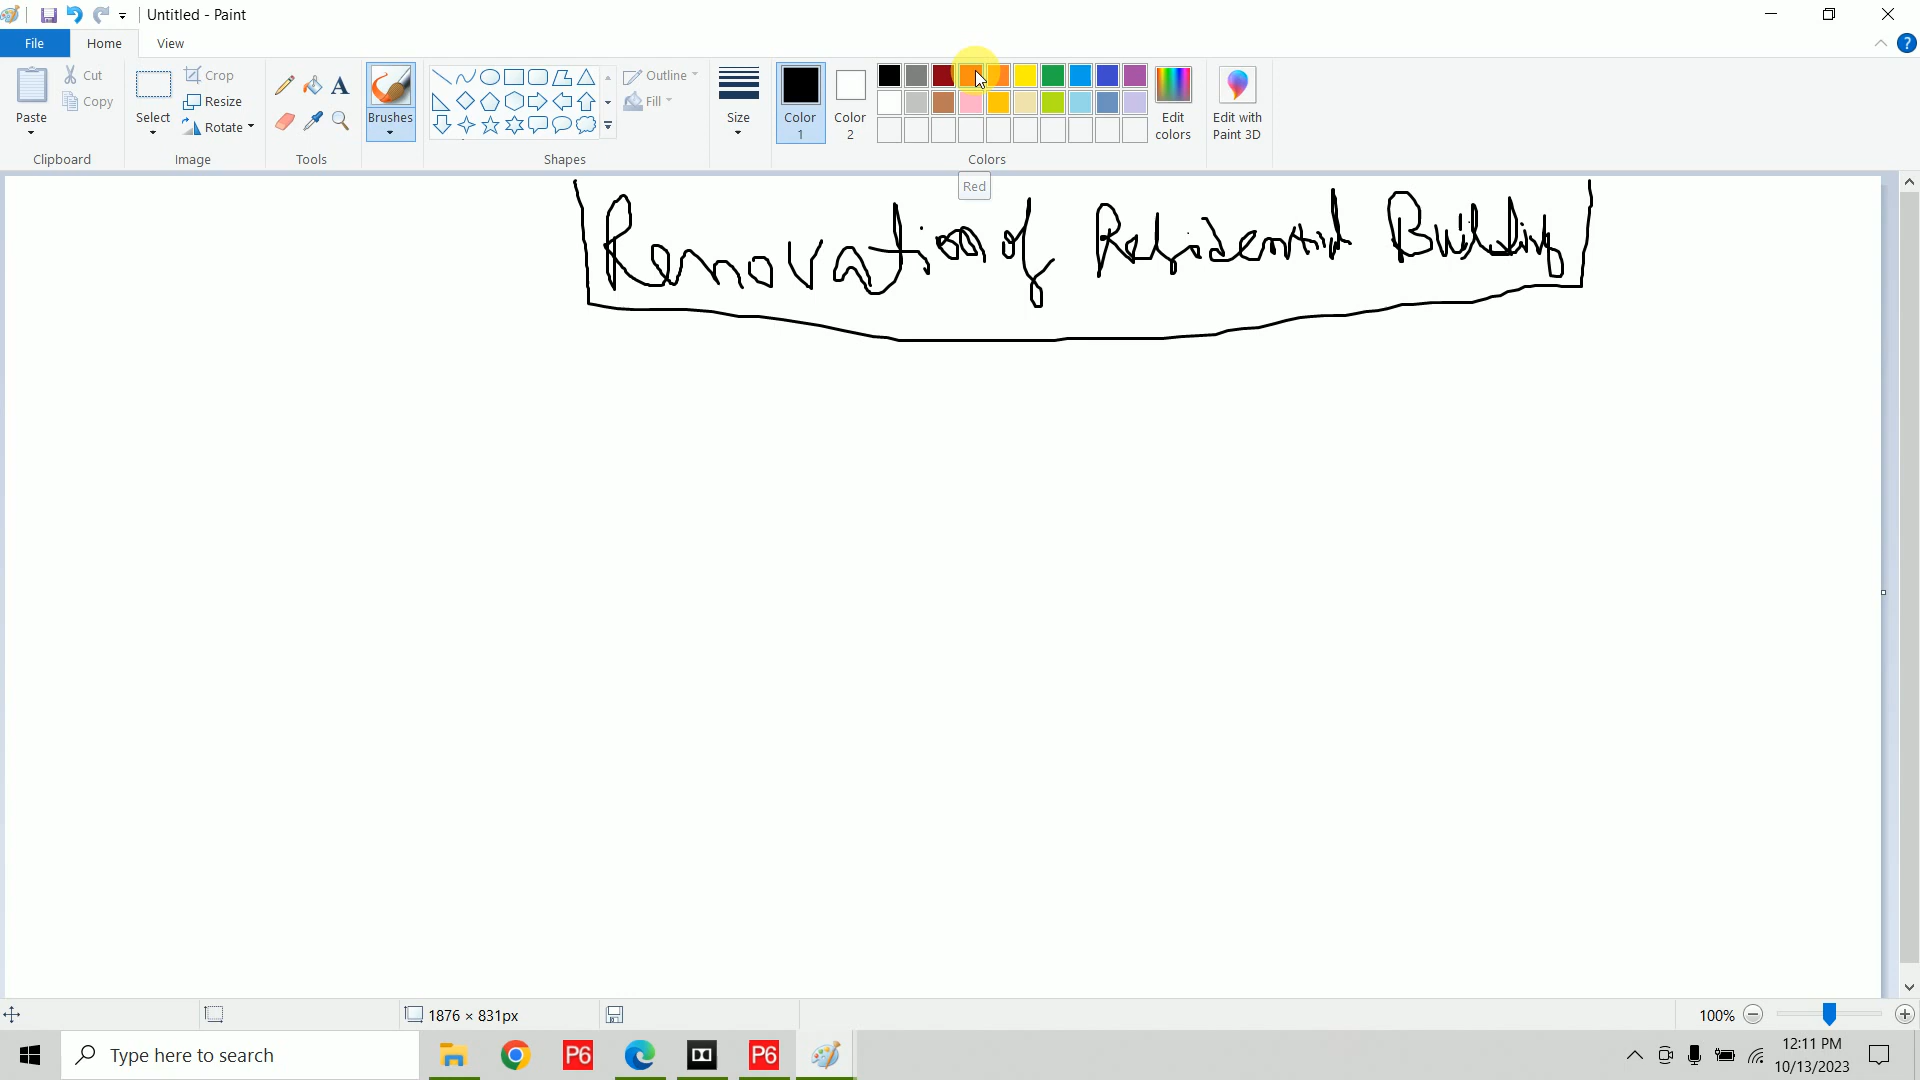 Untitled - Paint
File Home View
Paste
Cut
Copy
Clipboard
Select
Crop
Resize
Rotate
Image
Tools
Brushes
Shapes
Outline
Fill
Size
Color 1
Color 2
Colors
Edit colors
Edit with Paint 3D
Red
Renovation of Residential Building
1876 × 831px
100%
Type here to search
P6
P6
12:11 PM
10/13/2023